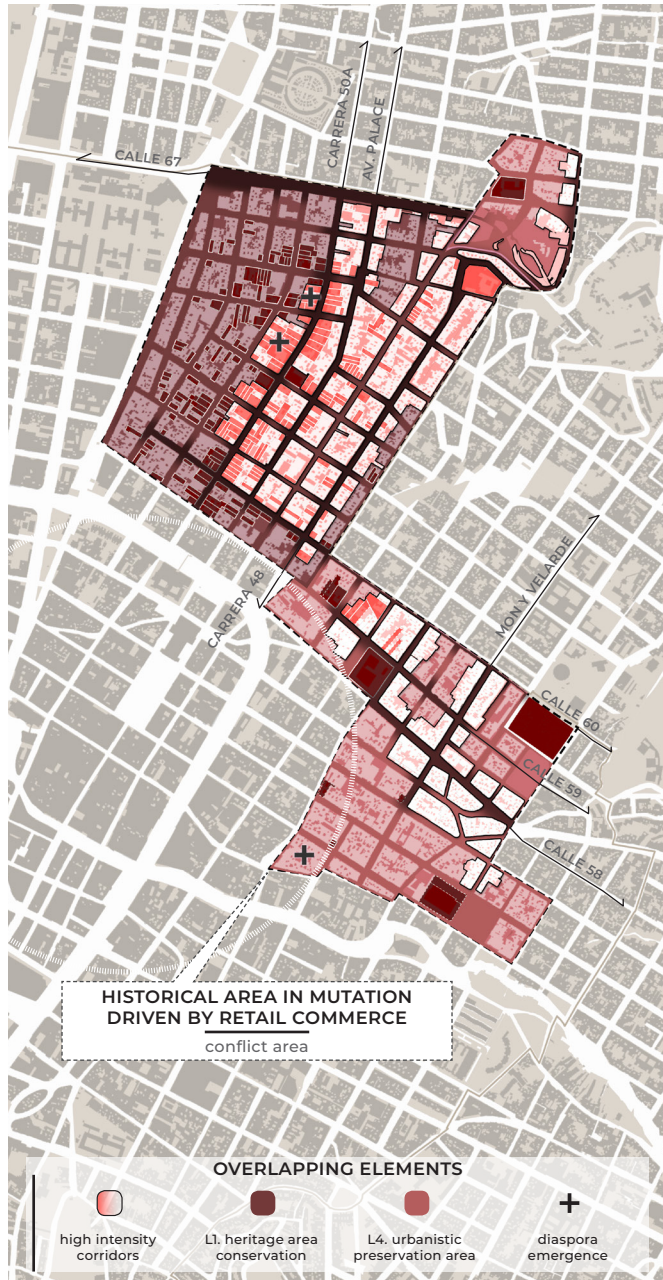 CARRERA 50A
AV. PALACE
CALLE 67
CARRERA 48
MON Y VELARDE
CALLE 60
CALLE 59
CALLE 58
HISTORICAL AREA IN MUTATION
DRIVEN BY RETAIL COMMERCE
conflict area
OVERLAPPING ELEMENTS
high intensity
corridors
L1. heritage area
conservation
L4. urbanistic
preservation area
diaspora
emergence